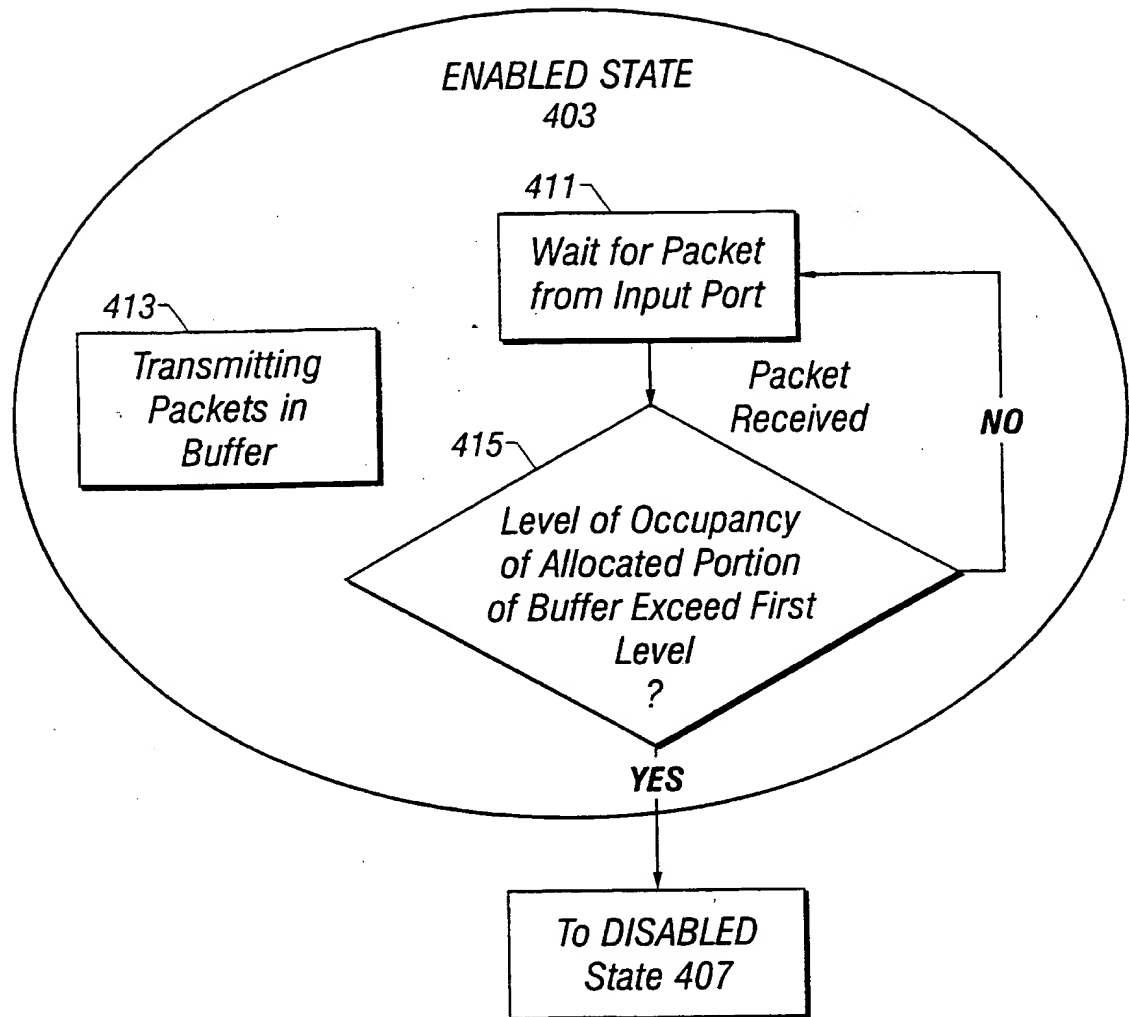 ENABLED STATE
403
411
Wait for Packet
from Input Port
413
Transmitting
Packets in
Buffer
Packet
Received
NO
415
Level of Occupancy
of Allocated Portion
of Buffer Exceed First
Level
?
YES
To DISABLED
State 407